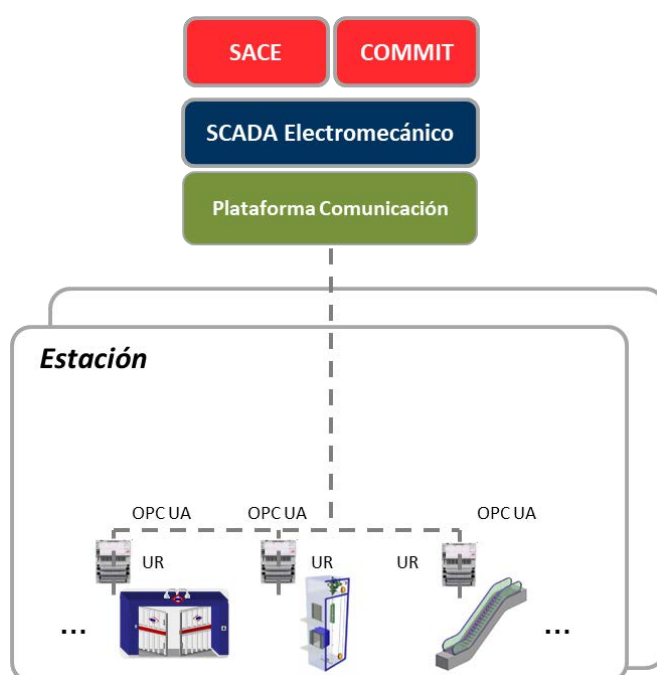 SACE
COMMIT
SCADA Electromecánico
Plataforma Comunicación
Estación
OPC UA
OPC UA
OPC UA
UR
UR
UR
...
...